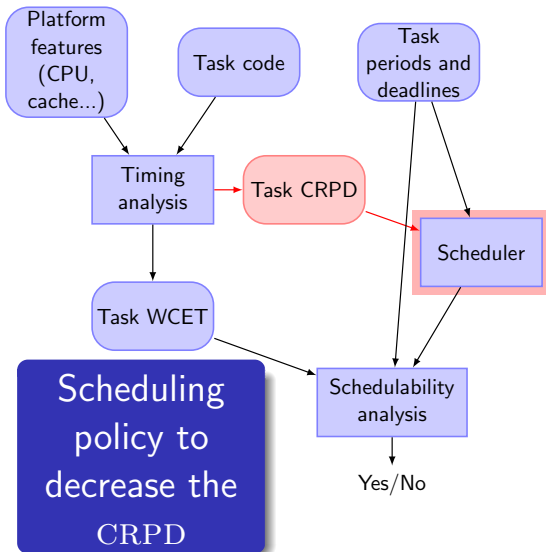 Platform
features
(CPU,
cache...)
Task code
Task
periods and
deadlines
Timing
analysis
Task CRPD
Scheduler
Task WCET
Schedulability
analysis
Scheduling
policy to
decrease the
CRPD
Yes/No